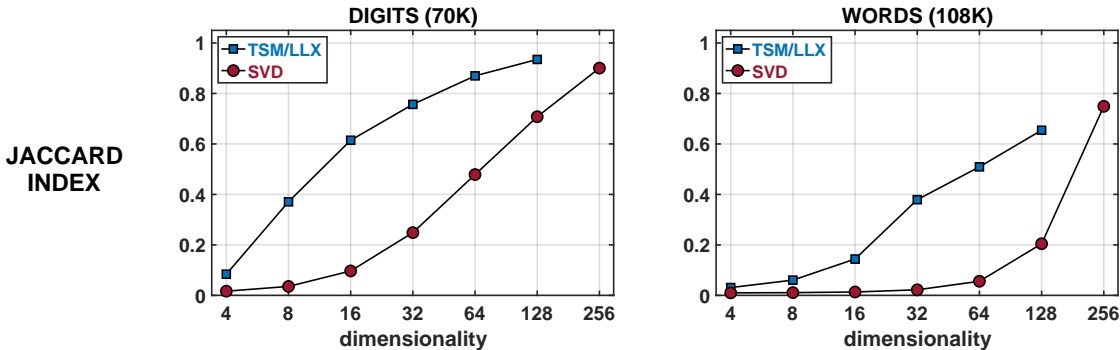 DIGITS (70K)
1
0.8
0.6
0.4
0.2
0
TSM/LLX
SVD
4 8 16 32 64 128 256
dimensionality
WORDS (108K)
1
0.8
0.6
0.4
0.2
0
TSM/LLX
SVD
4 8 16 32 64 128 256
dimensionality
JACCARD
INDEX